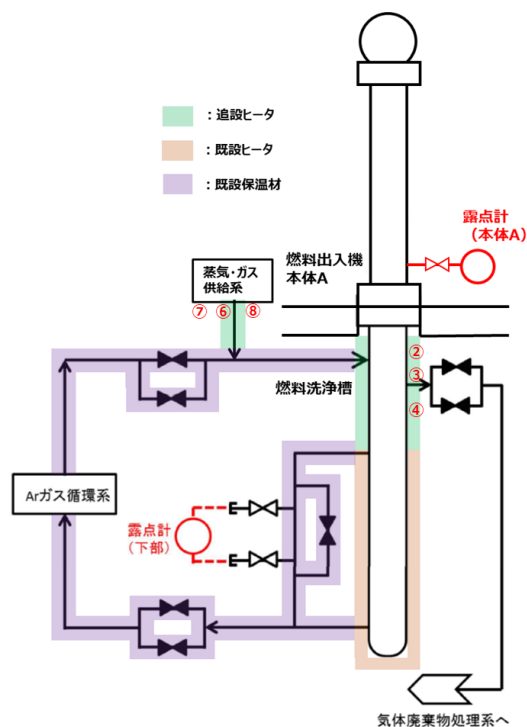 ：追設ヒータ
：既設ヒータ
：既設保温材
露点計
（本体A）
燃料出入機
本体A
蒸気・ガス
供給系
⑦ ⑥ ⑧
②
③
④
燃料洗浄槽
Arガス循環系
露点計
（下部）
気体廃棄物処理系へ